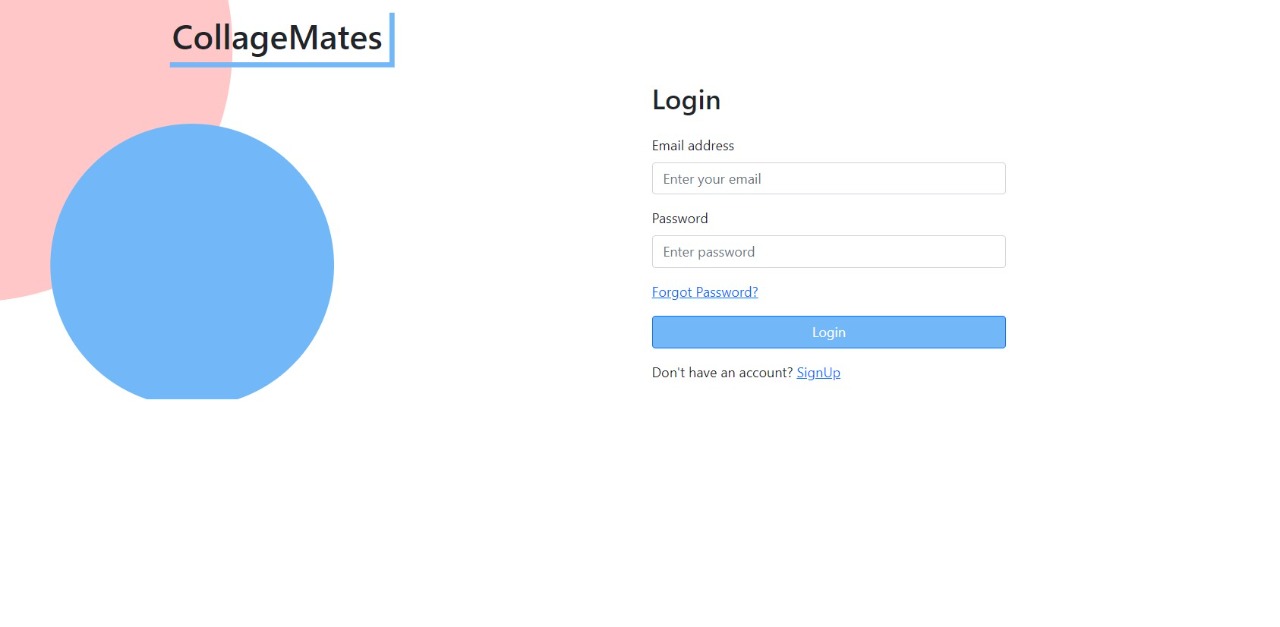 CollageMates
Login
Email address
Enter your email
Password
Enter password
Forgot Password?
Login
Don't have an account? SignUp